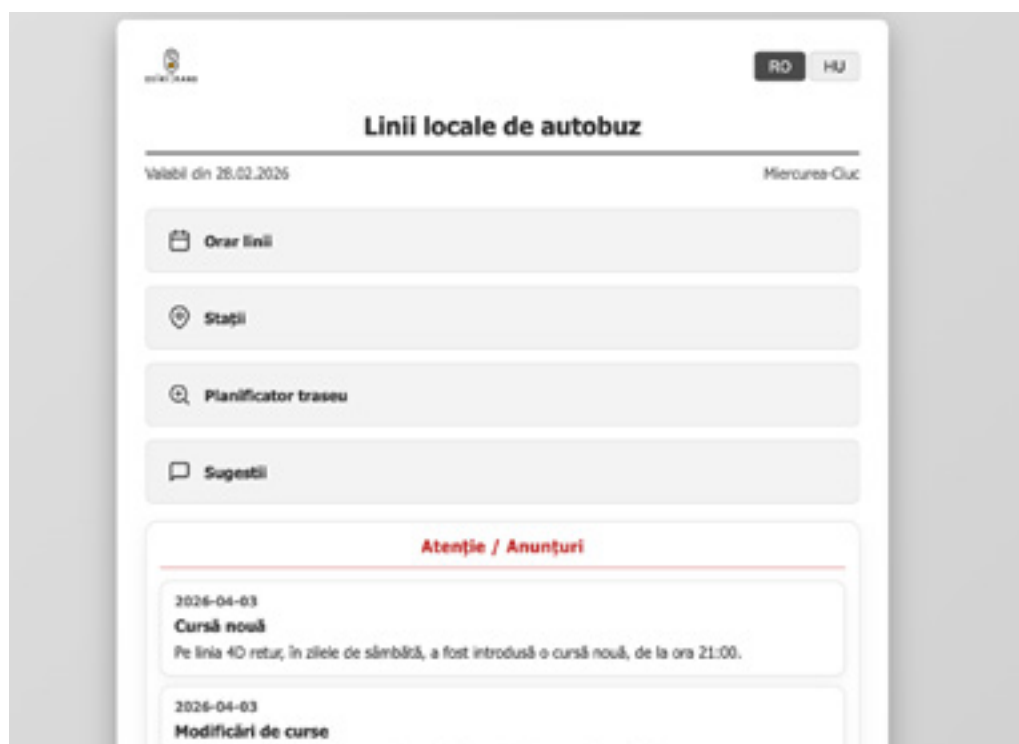 RO HU
Linii locale de autobuz
Valabil din 28.02.2026 Miercurea-Ciuc
Orar linii
Stații
Planificator traseu
Sugestii
Atenție / Anunțuri
2026-04-03
Cursă nouă
Pe linia 4D retur, în zilele de sâmbătă, a fost introdusă o cursă nouă, de la ora 21:00.
2026-04-03
Modificări de curse